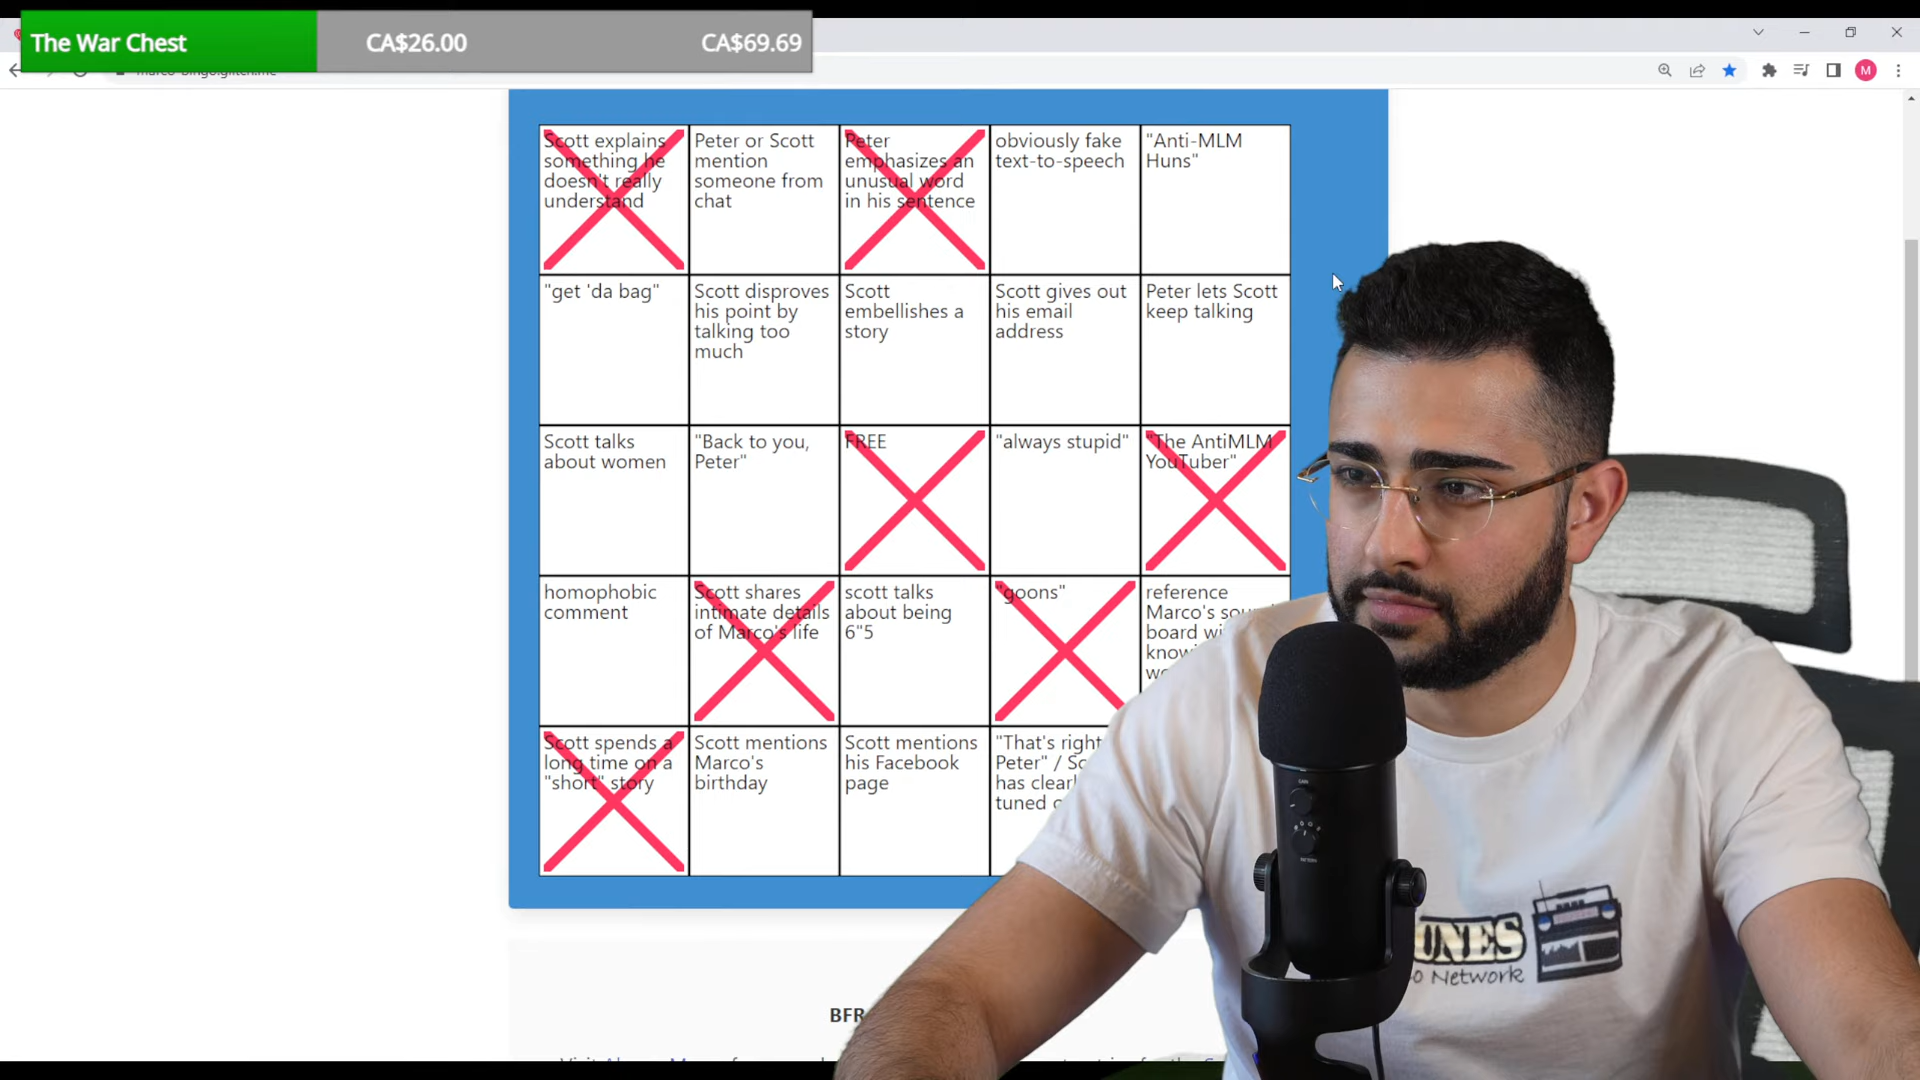 The War Chest CA$26.00 CA$69.69
M
Scott explains
something he
doesn't really
understand
Peter or Scott
mention
someone from
chat
Peter
emphasizes an
unusual word
in his sentence
obviously fake
text-to-speech
"Anti-MLM
Huns"
"get 'da bag"
Scott disproves
his point by
talking too
much
Scott
embellishes a
story
Scott gives out
his email
address
Peter lets Scott
keep talking
Scott talks
about women
"Back to you,
Peter"
FREE
"always stupid"
"The AntiMLM
YouTuber"
homophobic
comment
Scott shares
intimate details
of Marco's life
scott talks
about being
6"5
"goons"
reference
Marco's
board
Scott spends a
long time on a
"short" story
Scott mentions
Marco's
birthday
Scott mentions
his Facebook
page
"That's right
Peter" /
has
tuned
BFR
Visit
UNES
Network